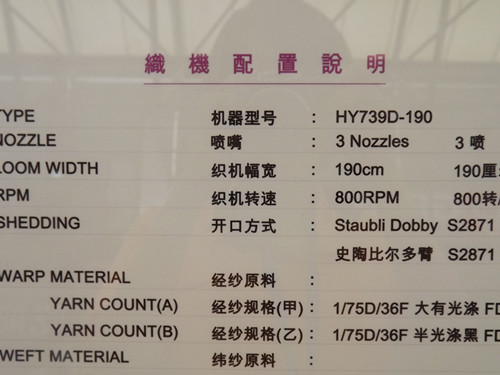 織機配置說明
TYPE 机器型号 : HY739D-190
NOZZLE 喷嘴 : 3 Nozzles 3 喷
LOOM WIDTH 织机幅宽 : 190cm 190厘
RPM 织机转速 : 800RPM 800转/
SHEDDING 开口方式 : Staubli Dobby S2871
史陶比尔多臂 S2871
WARP MATERIAL 经纱原料 :
YARN COUNT(A) 经纱规格(甲) : 1/75D/36F 大有光涤 FD
YARN COUNT(B) 经纱规格(乙) : 1/75D/36F 半光涤黑 FD
WEFT MATERIAL 纬纱原料 :